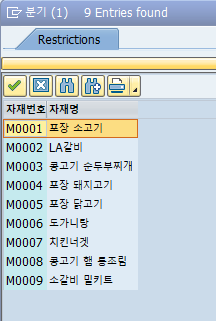 분기 (1) 9 Entries found
Restrictions
자재번호 자재명
M0001 포장 소고기
M0002 LA갈비
M0003 콩고기 순두부찌개
M0004 포장 돼지고기
M0005 포장 닭고기
M0006 도가니탕
M0007 치킨너겟
M0008 콩고기 햄 통조림
M0009 소갈비 밀키트